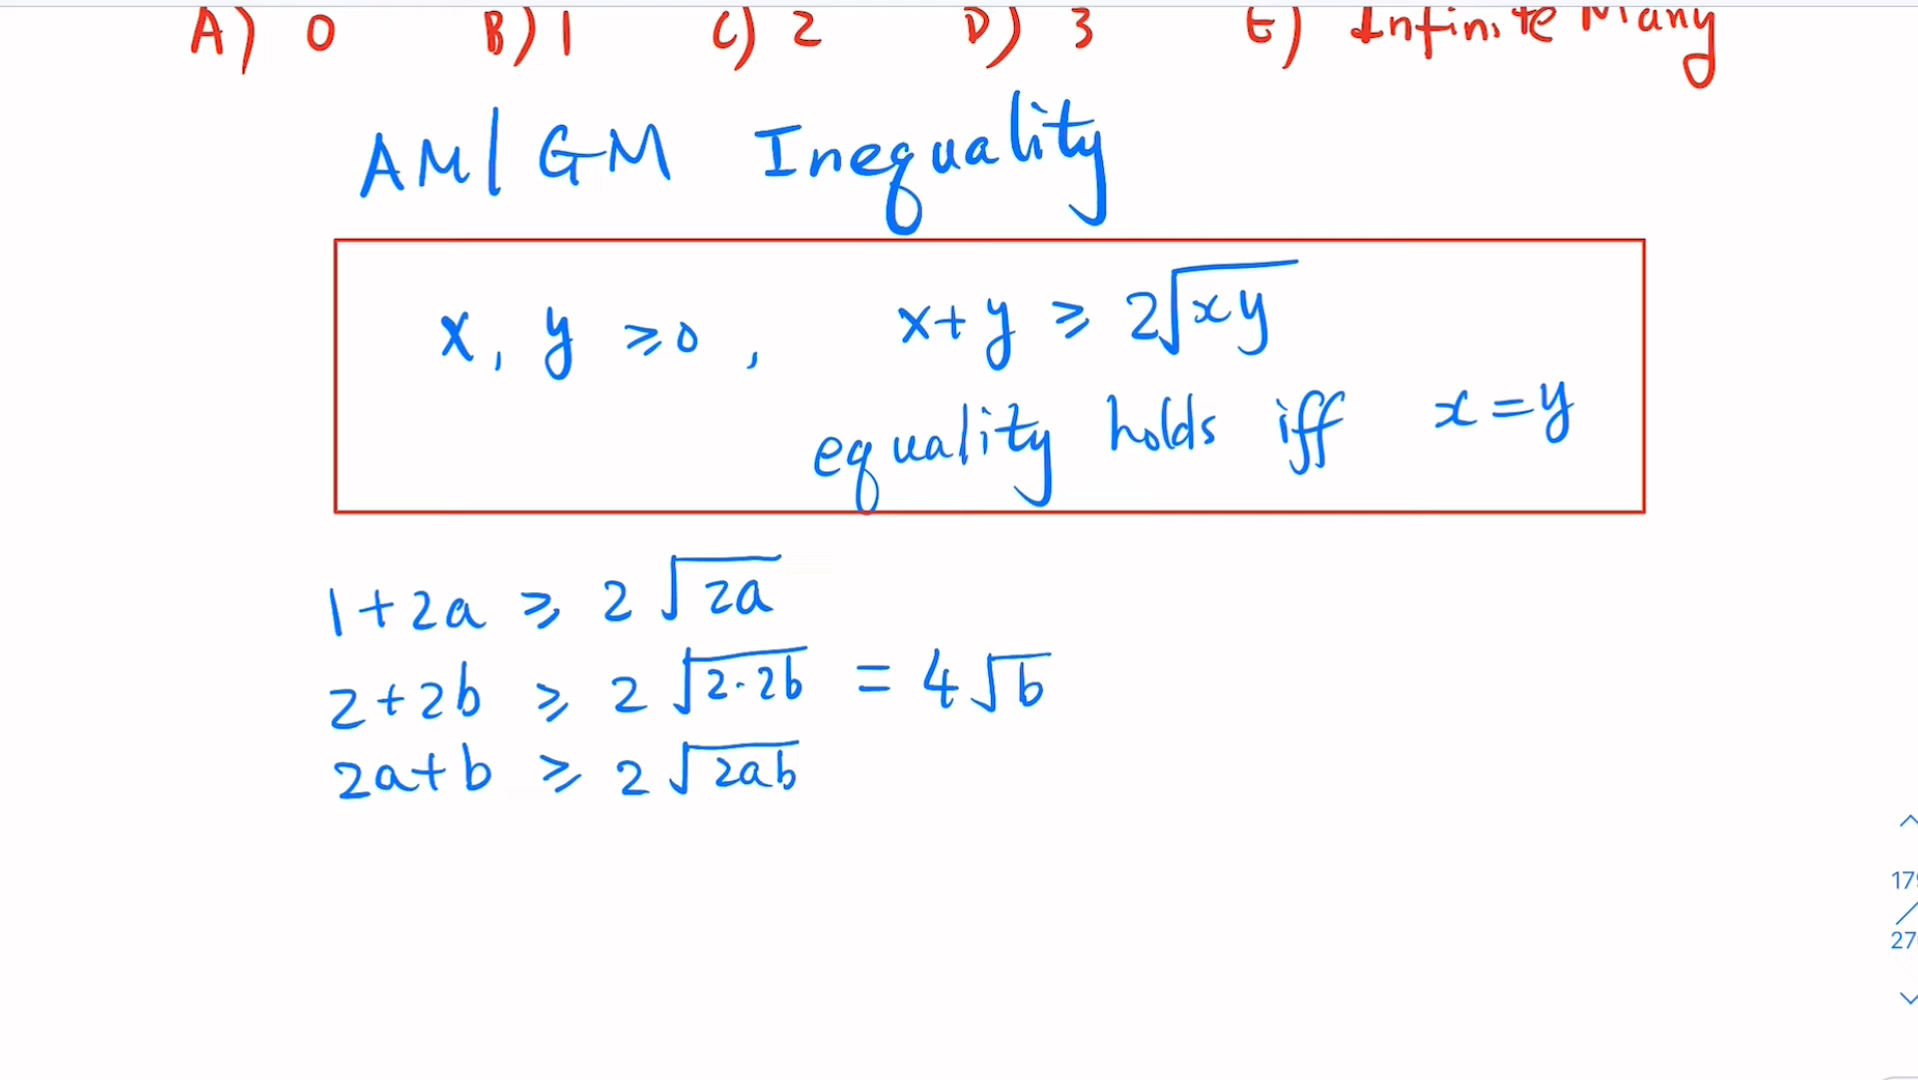 A) 0 B) 1 C) 2 D) 3 E) Infinite Many
AM/GM Inequality
x, y ⩾0, x+y ⩾ 2√xy
equality holds iff x=y
1+2a ⩾ 2√2a
2+2b ⩾ 2√2·2b = 4√b
2a+b ⩾ 2√2ab